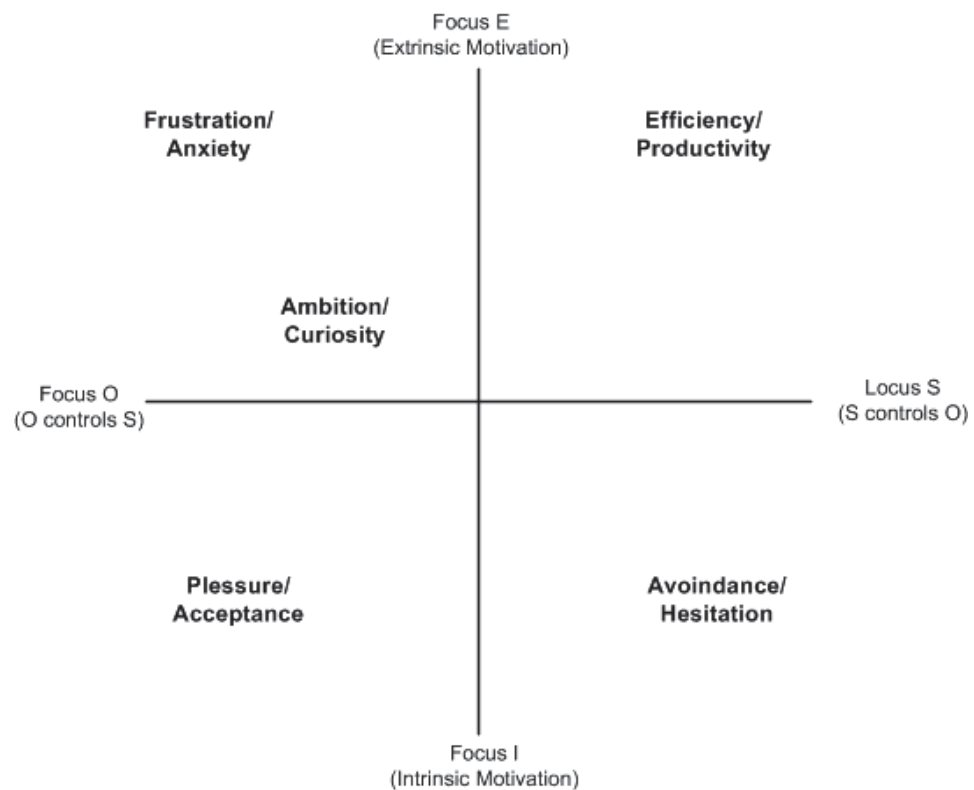 Focus E
(Extrinsic Motivation)
Frustration/
Anxiety
Efficiency/
Productivity
Ambition/
Curiosity
Focus O
(O controls S)
Locus S
(S controls O)
Plessure/
Acceptance
Avoindance/
Hesitation
Focus I
(Intrinsic Motivation)